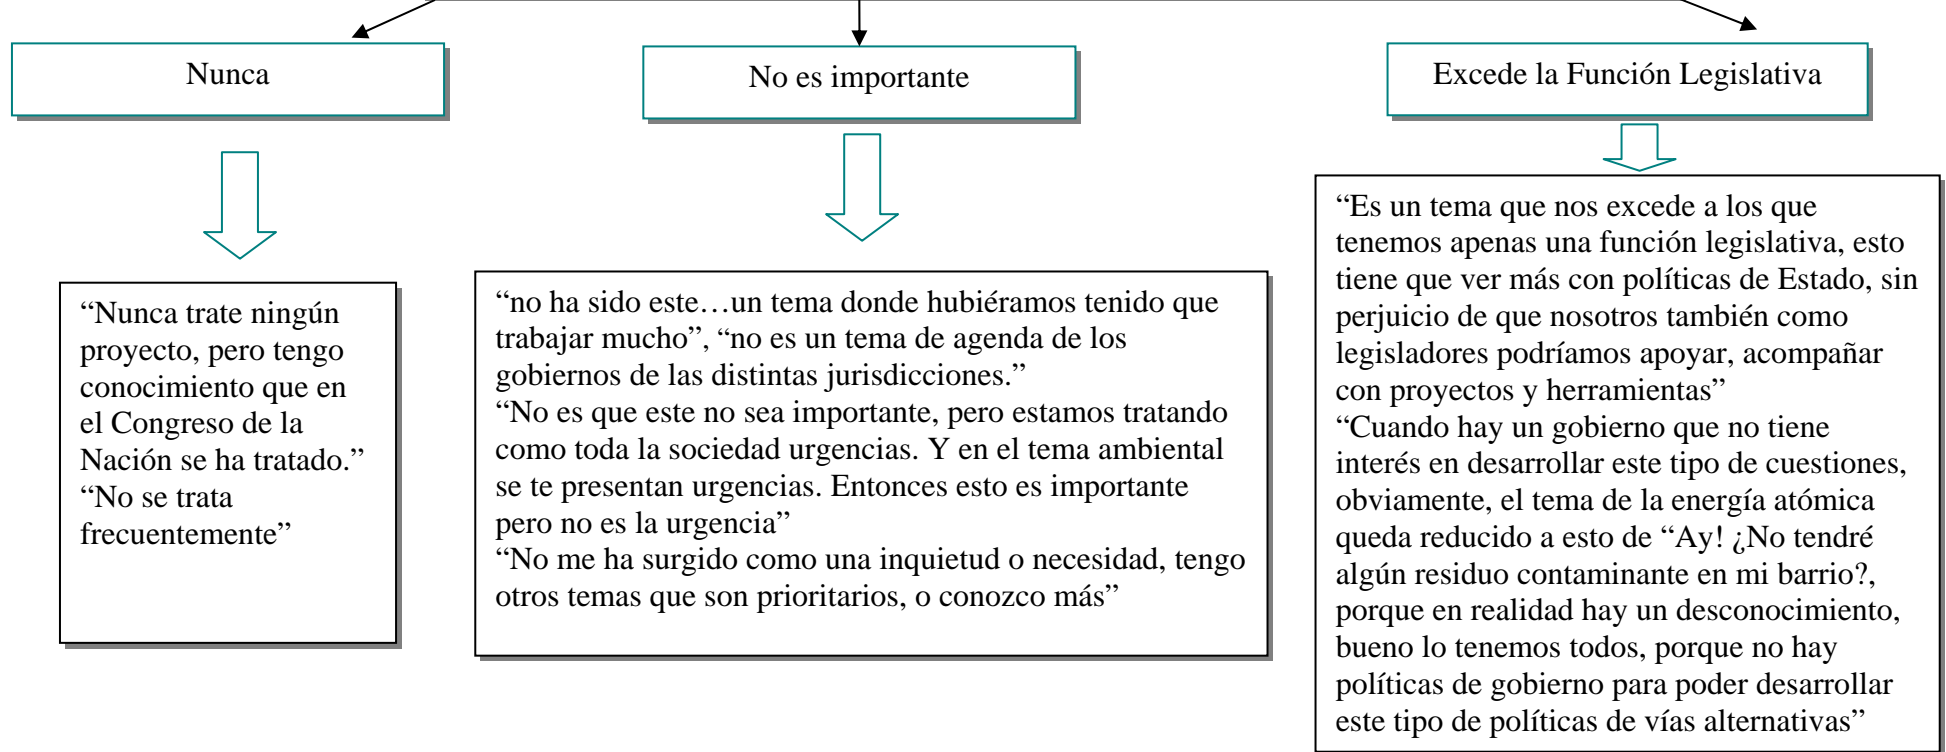 Nunca
No es importante
Excede la Función Legislativa
“Nunca trate ningún
proyecto, pero tengo
conocimiento que en
el Congreso de la
Nación se ha tratado.”
“No se trata
frecuentemente”
“no ha sido este…un tema donde hubiéramos tenido que
trabajar mucho”, “no es un tema de agenda de los
gobiernos de las distintas jurisdicciones.”
“No es que este no sea importante, pero estamos tratando
como toda la sociedad urgencias. Y en el tema ambiental
se te presentan urgencias. Entonces esto es importante
pero no es la urgencia”
“No me ha surgido como una inquietud o necesidad, tengo
otros temas que son prioritarios, o conozco más”
“Es un tema que nos excede a los que
tenemos apenas una función legislativa, esto
tiene que ver más con políticas de Estado, sin
perjuicio de que nosotros también como
legisladores podríamos apoyar, acompañar
con proyectos y herramientas”
“Cuando hay un gobierno que no tiene
interés en desarrollar este tipo de cuestiones,
obviamente, el tema de la energía atómica
queda reducido a esto de “Ay! ¿No tendré
algún residuo contaminante en mi barrio?,
porque en realidad hay un desconocimiento,
bueno lo tenemos todos, porque no hay
políticas de gobierno para poder desarrollar
este tipo de políticas de vías alternativas”